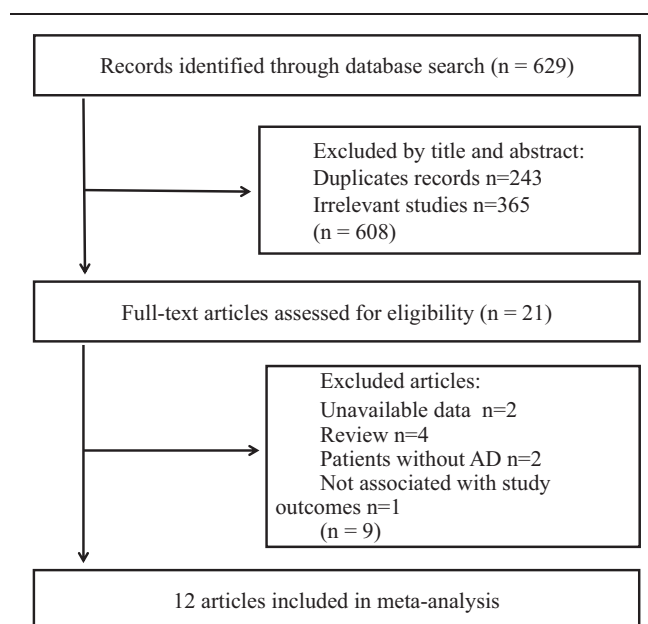 Records identified through database search (n = 629)
Excluded by title and abstract:
Duplicates records n=243
Irrelevant studies n=365
(n = 608)
Full-text articles assessed for eligibility (n = 21)
Excluded articles:
Unavailable data n=2
Review n=4
Patients without AD n=2
Not associated with study
outcomes n=1
(n = 9)
12 articles included in meta-analysis